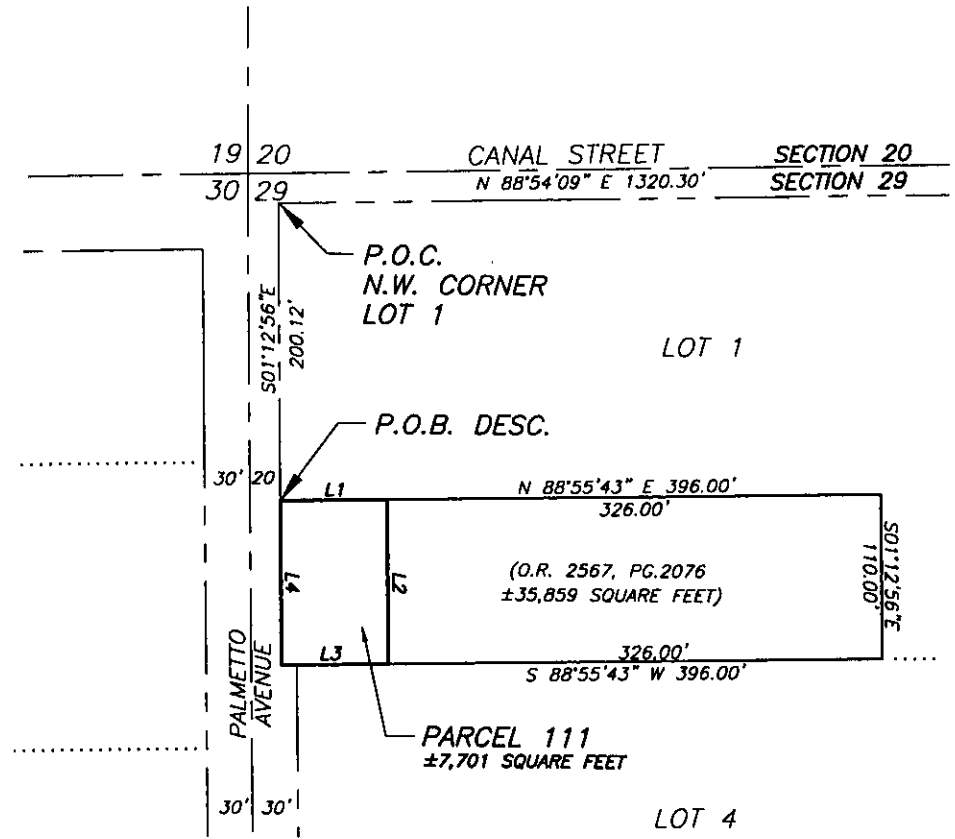 19 20
CANAL STREET
SECTION 20
30 29
N 88°54'09" E 1320.30'
SECTION 29
P.O.C.
N.W. CORNER
LOT 1
S01°12'56"E
200.12'
LOT 1
P.O.B. DESC.
30' 20
L1
N 88°55'43" E 396.00'
326.00'
L4
L2
(O.R. 2567, PG.2076
±35,859 SQUARE FEET)
S01°12'56"E
110.00'
L3
326.00'
S 88°55'43" W 396.00'
PALMETTO
AVENUE
PARCEL 111
±7,701 SQUARE FEET
30' 30'
LOT 4